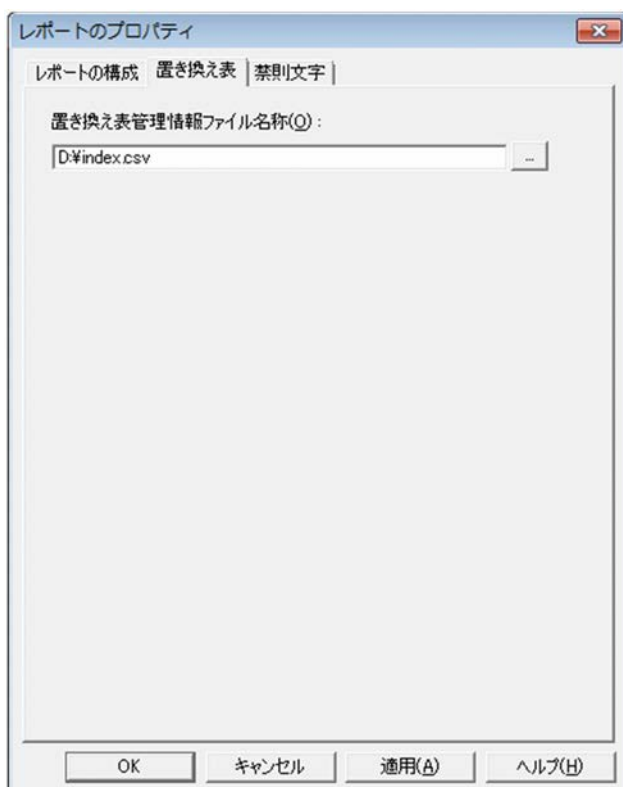 レポートのプロパティ
レポートの構成 置き換え表 禁則文字
置き換え表管理情報ファイル名称(O):
D:¥index.csv
...
OK キャンセル 適用(A) ヘルプ(H)